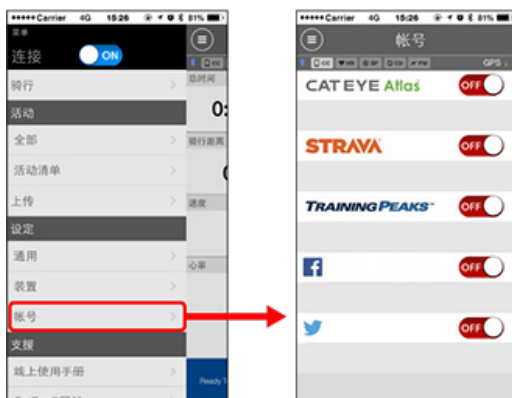 Carrier 4G 15:26 81%
菜单
连接 ON
骑行
活动
全部
活动清单
上传
设定
通用
装置
帐号
支援
线上使用手册
总时间
0:
骑行距离
速度
心率
Ready T
Carrier 4G 15:26 81%
帐号
GPS
CATEYE Atlas OFF
STRAVA OFF
TRAININGPEAKS OFF
OFF
OFF